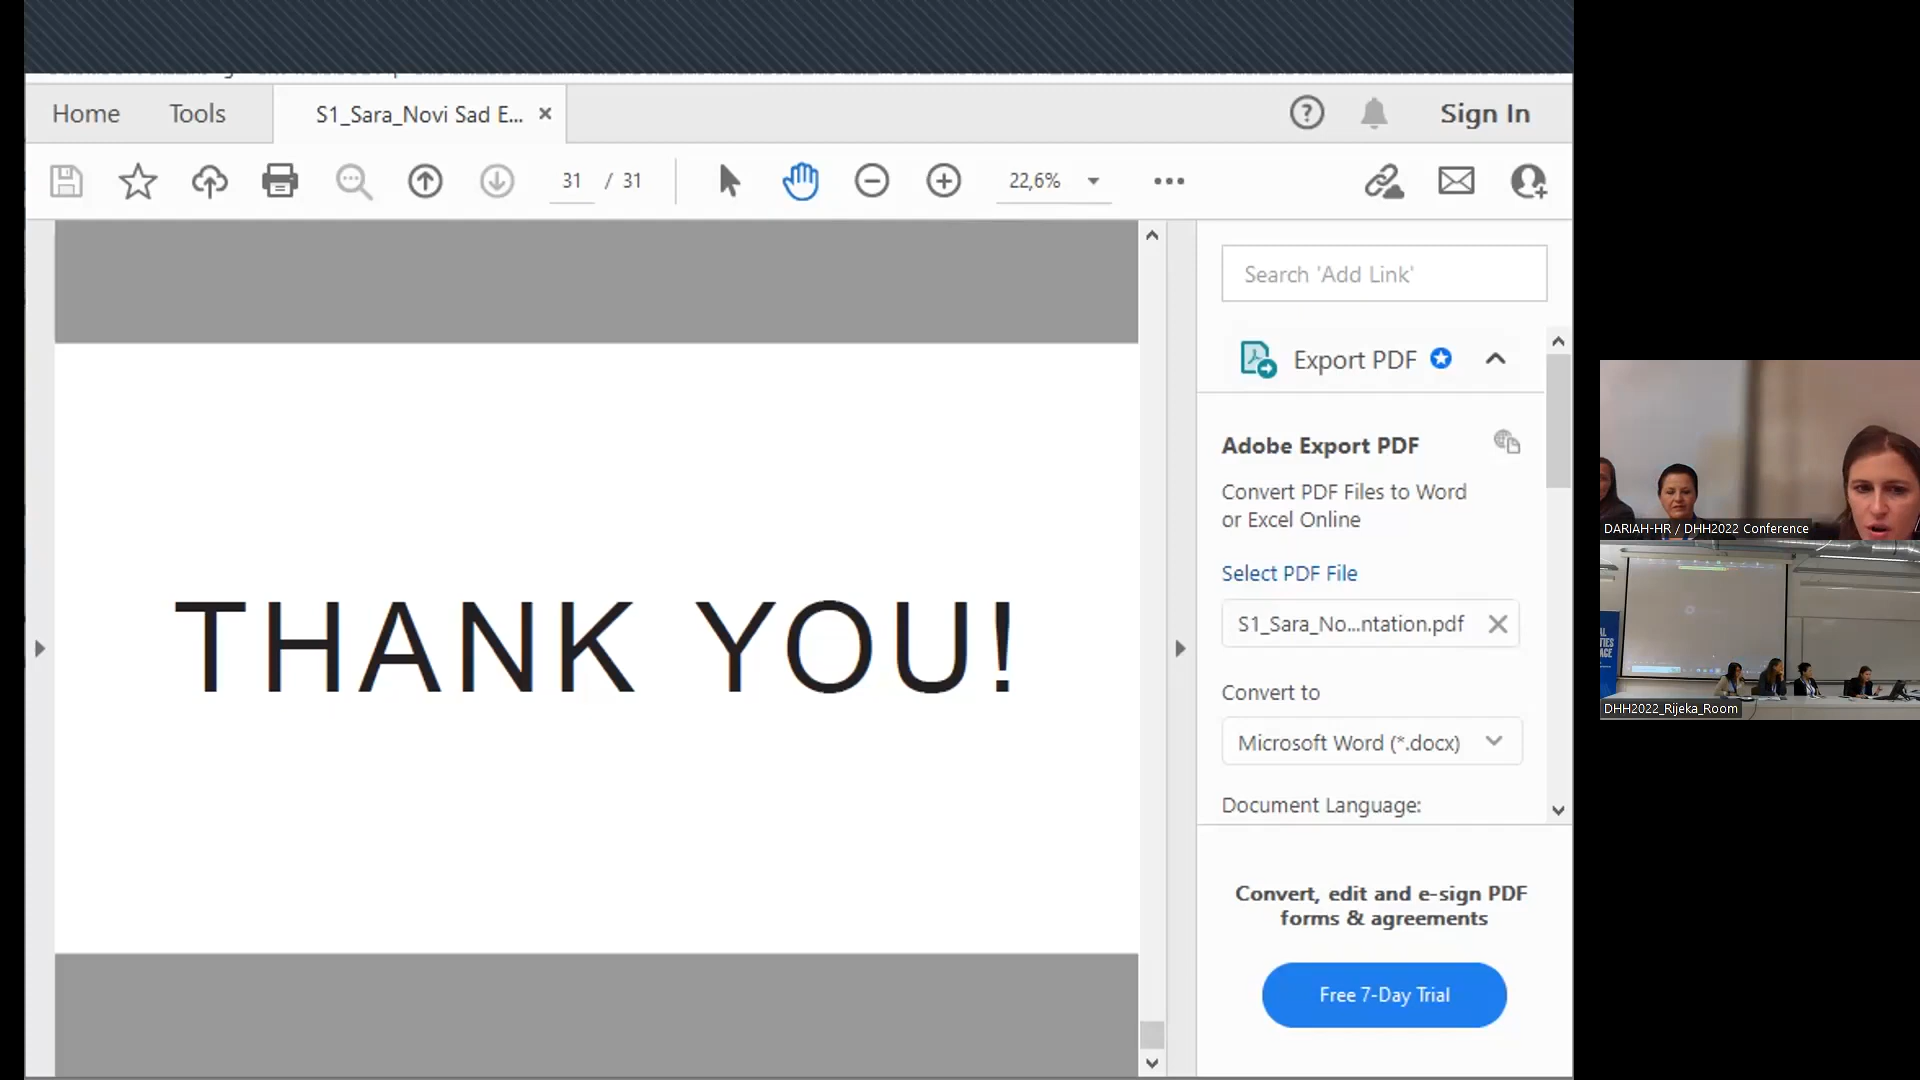 Home
Tools
S1_Sara_Novi Sad E...
Sign In
31 / 31
22,6%
Search 'Add Link'
Export PDF
Adobe Export PDF
Convert PDF Files to Word
or Excel Online
Select PDF File
S1_Sara_No...ntation.pdf
Convert to
Microsoft Word (*.docx)
Document Language:
Convert, edit and e-sign PDF
forms & agreements
Free 7-Day Trial
THANK YOU!
DARIAH-HR / DHH2022 Conference
DHH2022_Rijeka_Room